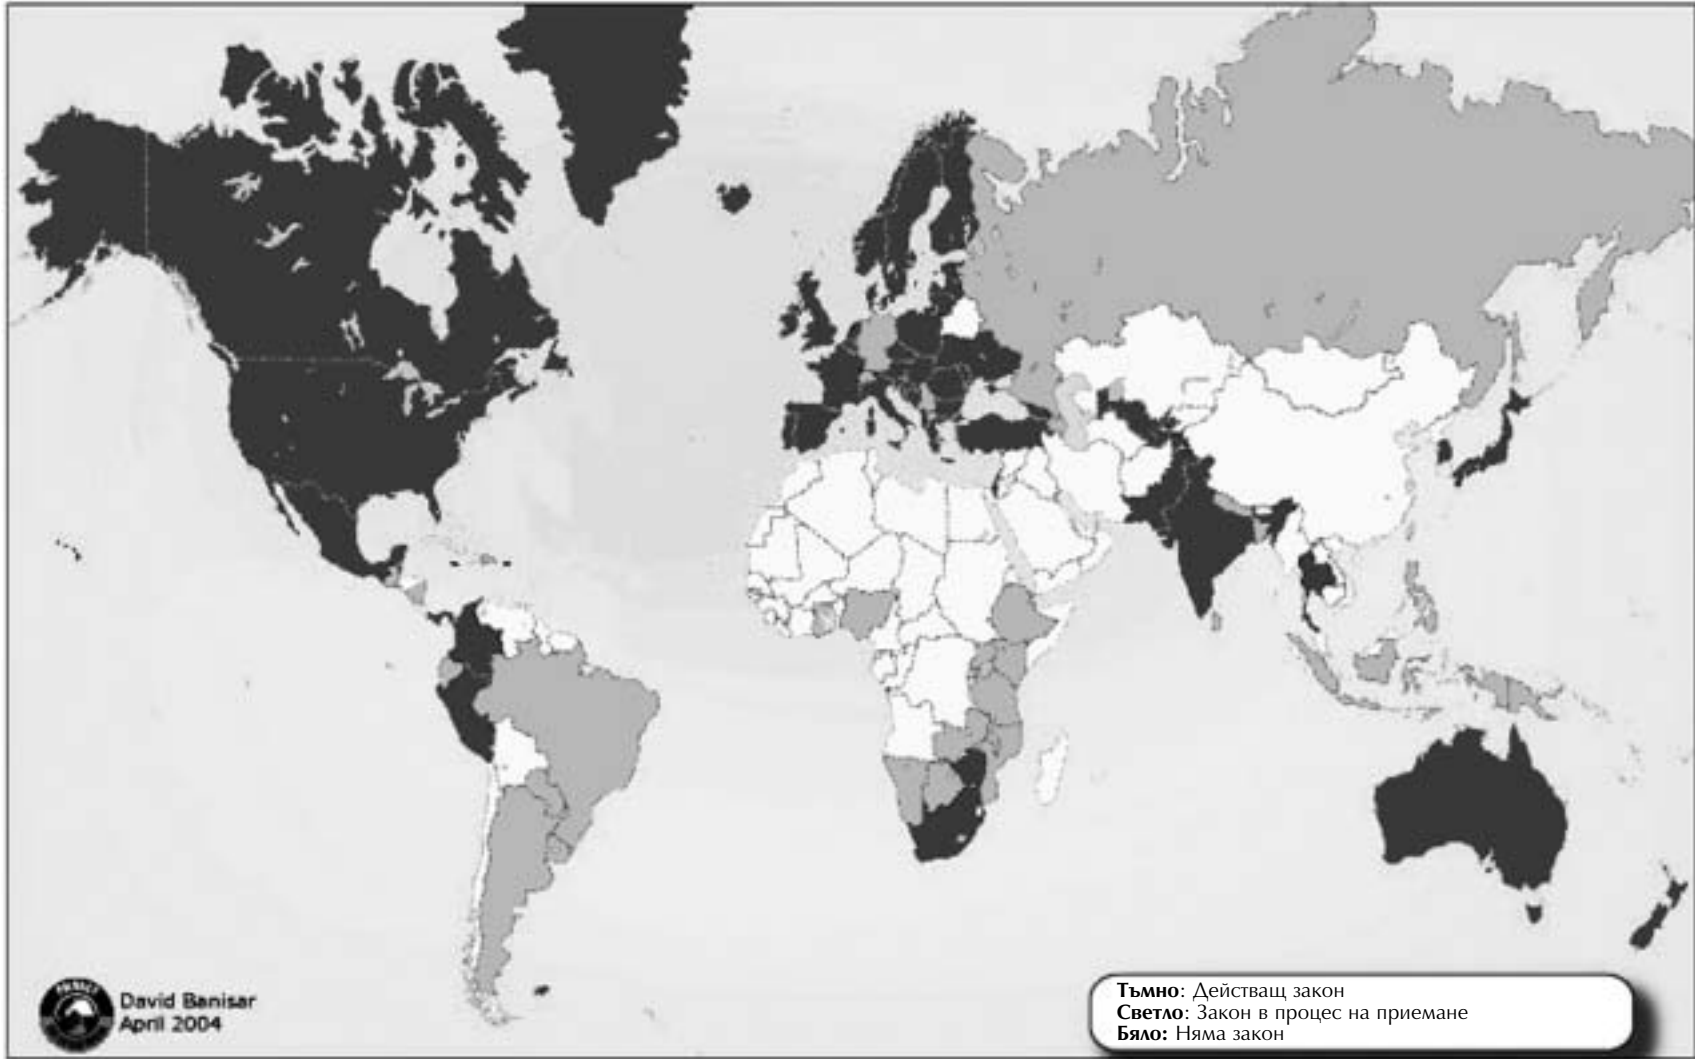 David Banisar
April 2004
Тъмно: Действащ закон
Светло: Закон в процес на приемане
Бяло: Няма закон